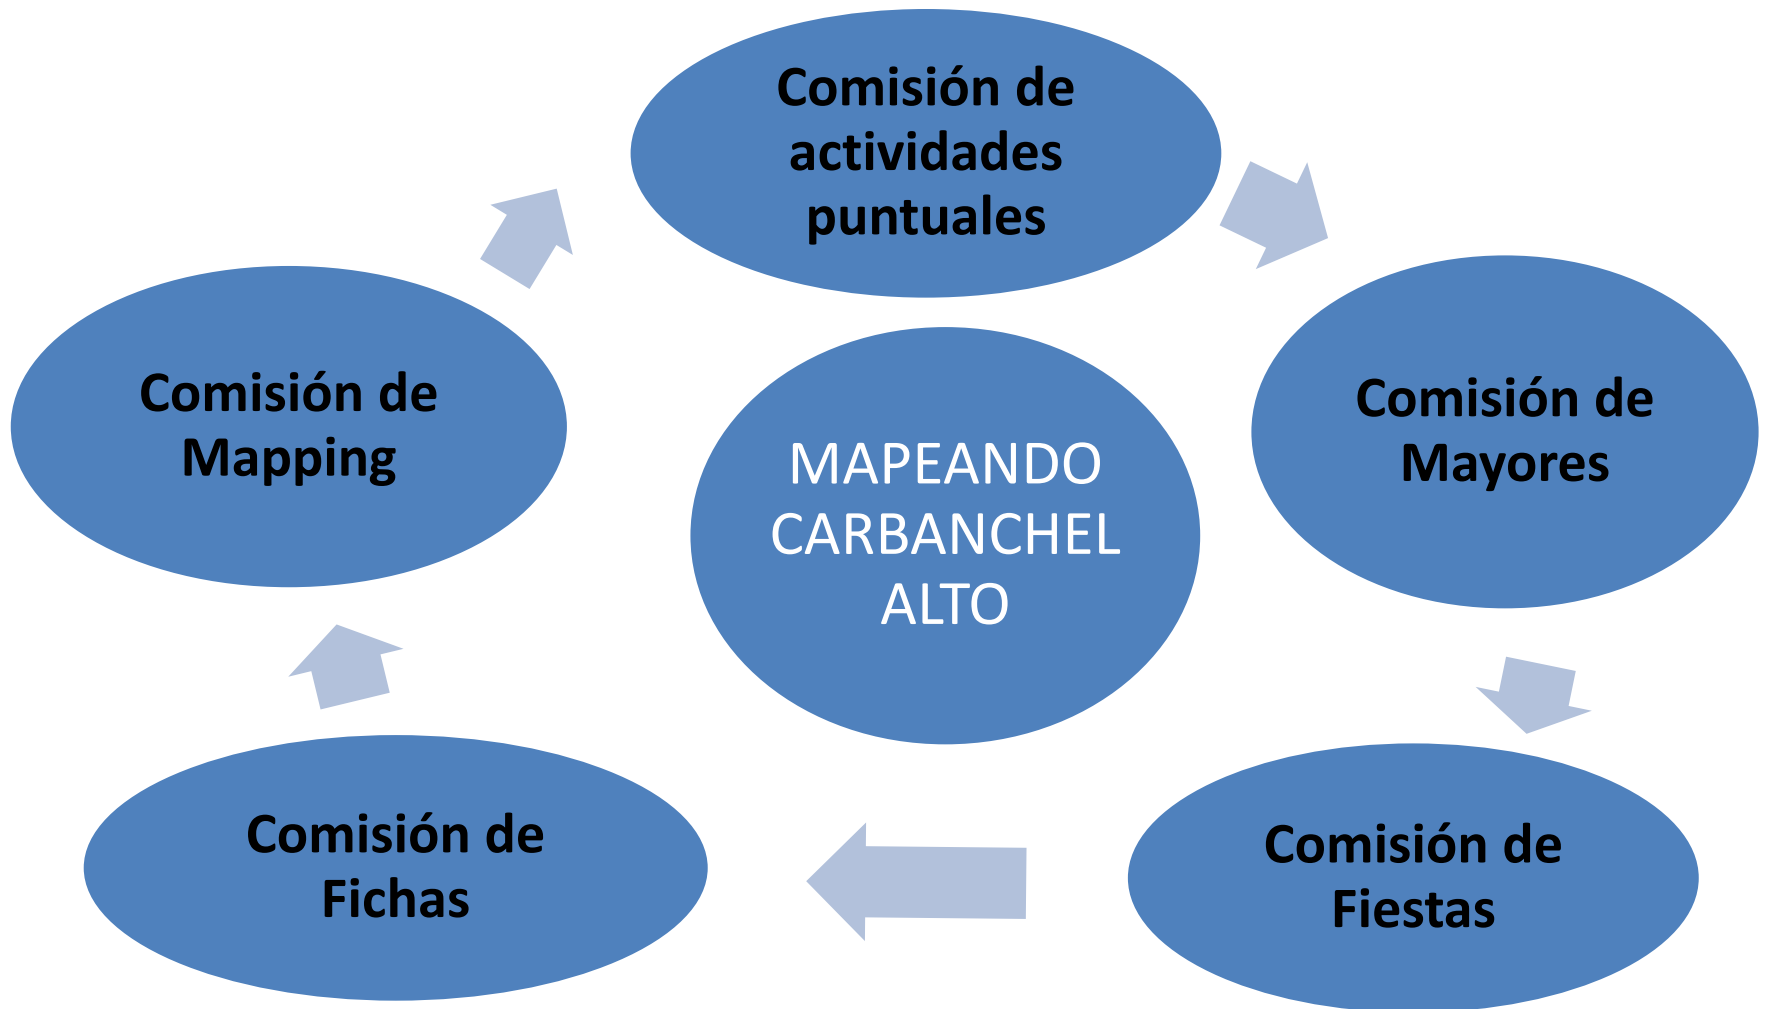 Comisión de
actividades
puntuales
Comisión de
Mayores
Comisión de
Fiestas
Comisión de
Fichas
Comisión de
Mapping
MAPEANDO
CARBANCHEL
ALTO